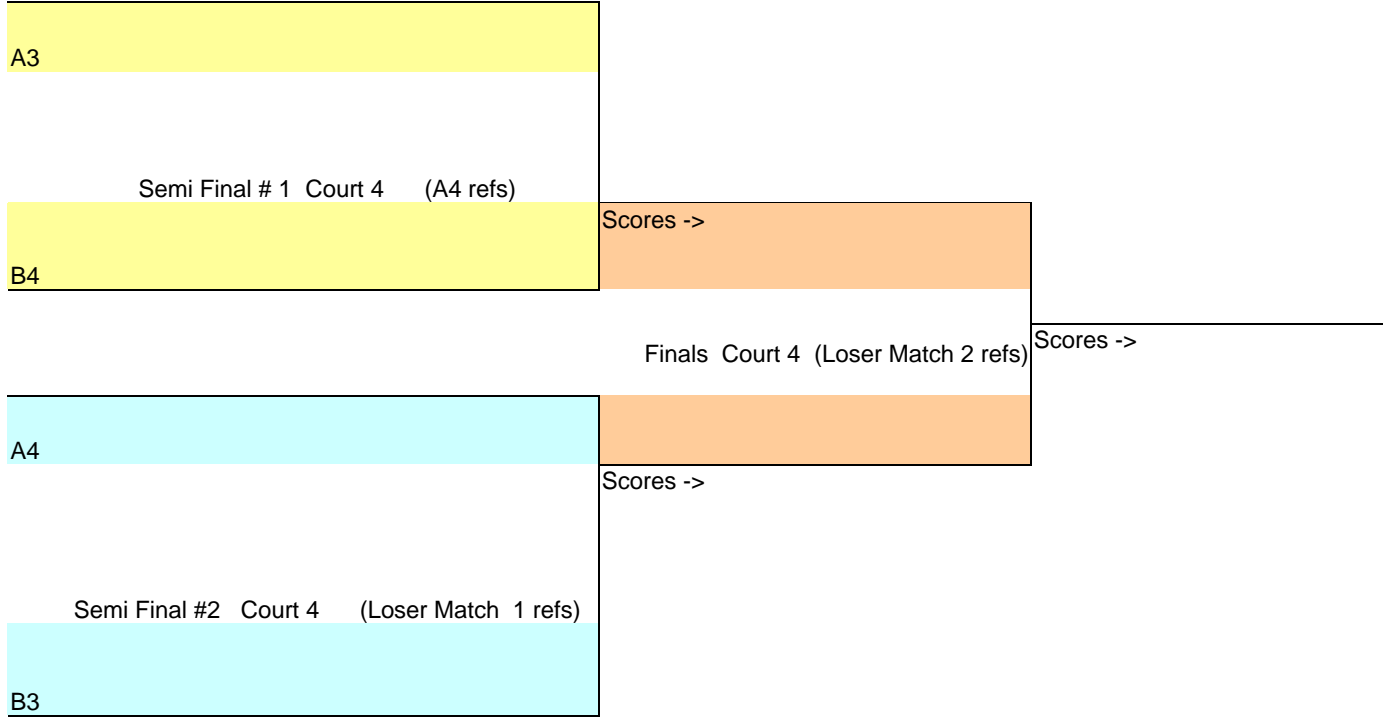 A3
Semi Final # 1  Court 4     (A4 refs)
Scores ->
B4
Finals  Court 4  (Loser Match 2 refs)
Scores ->
A4
Scores ->
Semi Final #2   Court 4     (Loser Match  1 refs)
B3